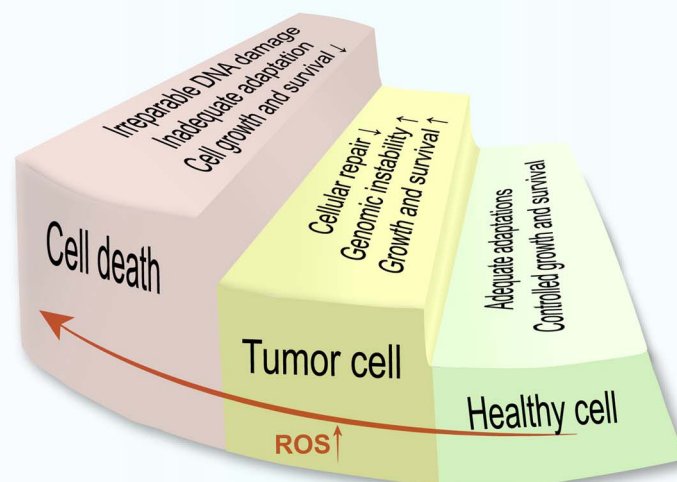 Irreparable DNA damage
Inadequate adaptation
Cell growth and survival ↓
Cell death
Cellular repair ↓
Genomic instability ↑
Growth and survival ↑
Tumor cell
Adequate adaptations
Controlled growth and survival
Healthy cell
ROS↑